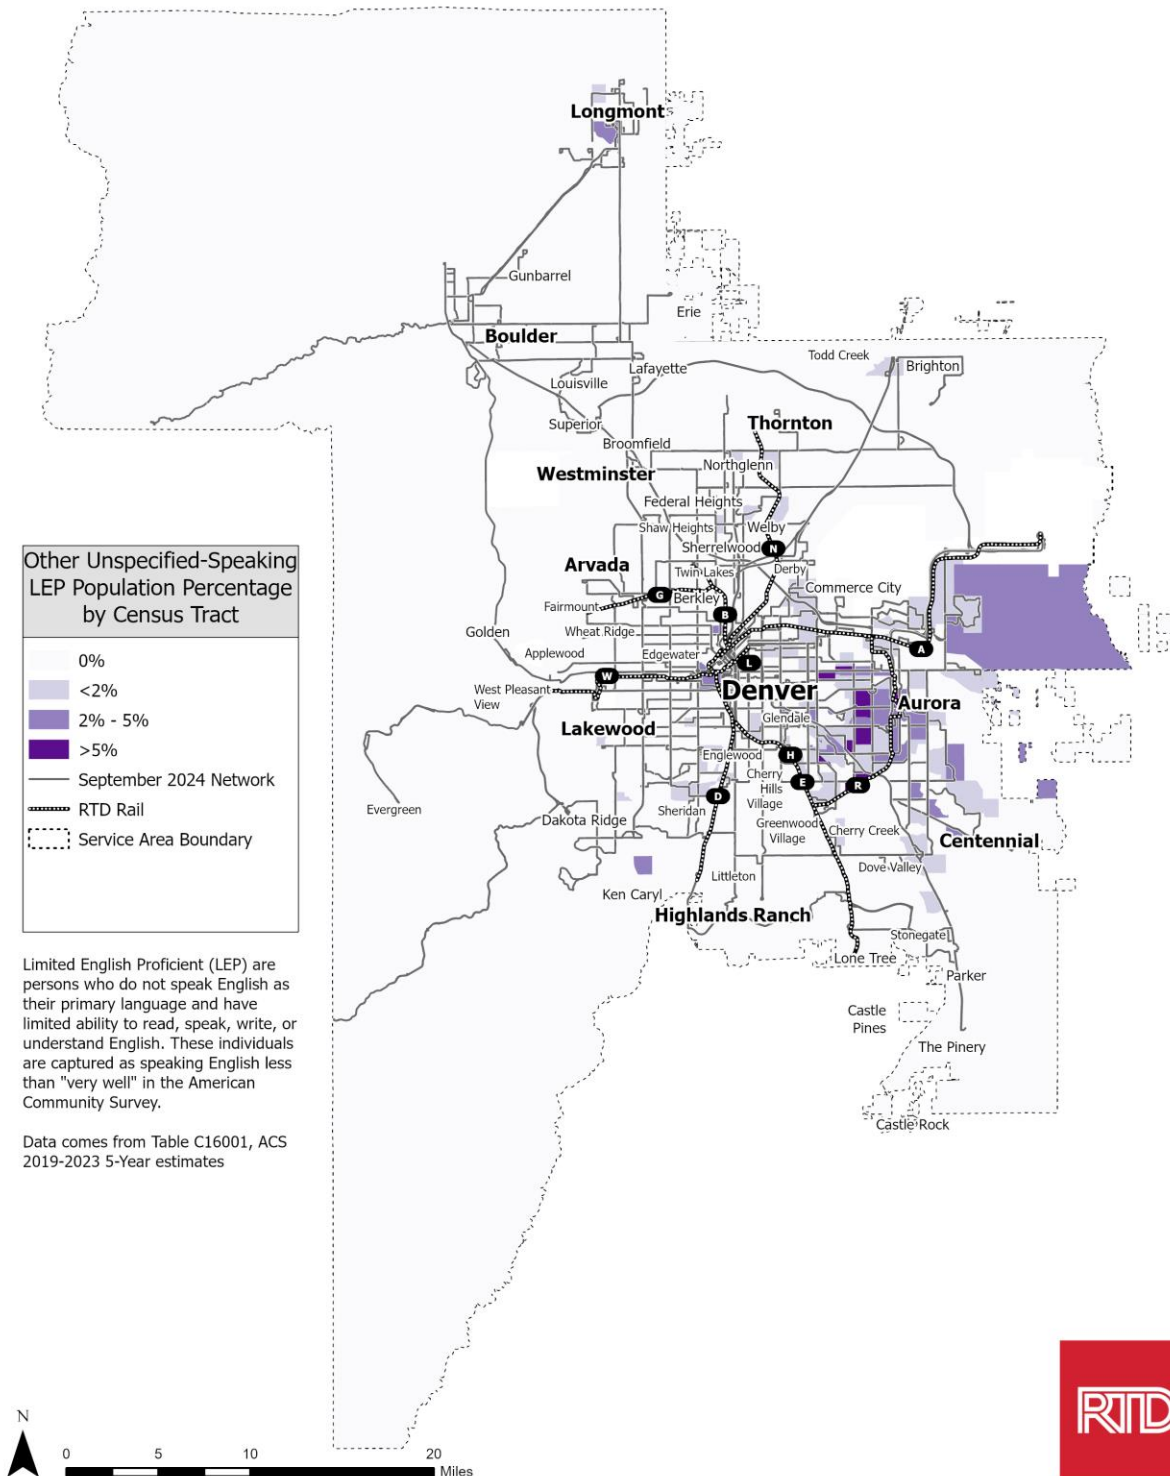 Longmont
Gunbarrel
Erie
Boulder
Todd Creek
Brighton
Lafayette
Louisville
Superior
Thornton
Broomfield
Northglenn
Westminster
Federal Heights
Shaw Heights
Welby
Sherrelwood
N
Arvada
Twin Lakes
Derby
Commerce City
G
Berkley
Fairmount
B
Golden
Wheat Ridge
Applewood
Edgewater
A
L
W
West Pleasant
View
Denver
Aurora
Glendale
Lakewood
Englewood
H
Cherry
Hills
Village
E
R
D
Evergreen
Sheridan
Dakota Ridge
Greenwood
Village
Cherry Creek
Centennial
Dove Valley
Littleton
Ken Caryl
Highlands Ranch
Stonegate
Lone Tree
Parker
Castle
Pines
The Pinery
Castle Rock
Other Unspecified-Speaking
LEP Population Percentage
by Census Tract
0%
<2%
2% - 5%
>5%
September 2024 Network
RTD Rail
Service Area Boundary
Limited English Proficient (LEP) are
persons who do not speak English as
their primary language and have
limited ability to read, speak, write, or
understand English. These individuals
are captured as speaking English less
than "very well" in the American
Community Survey.
Data comes from Table C16001, ACS
2019-2023 5-Year estimates
N
0 5 10 20
Miles
RTD